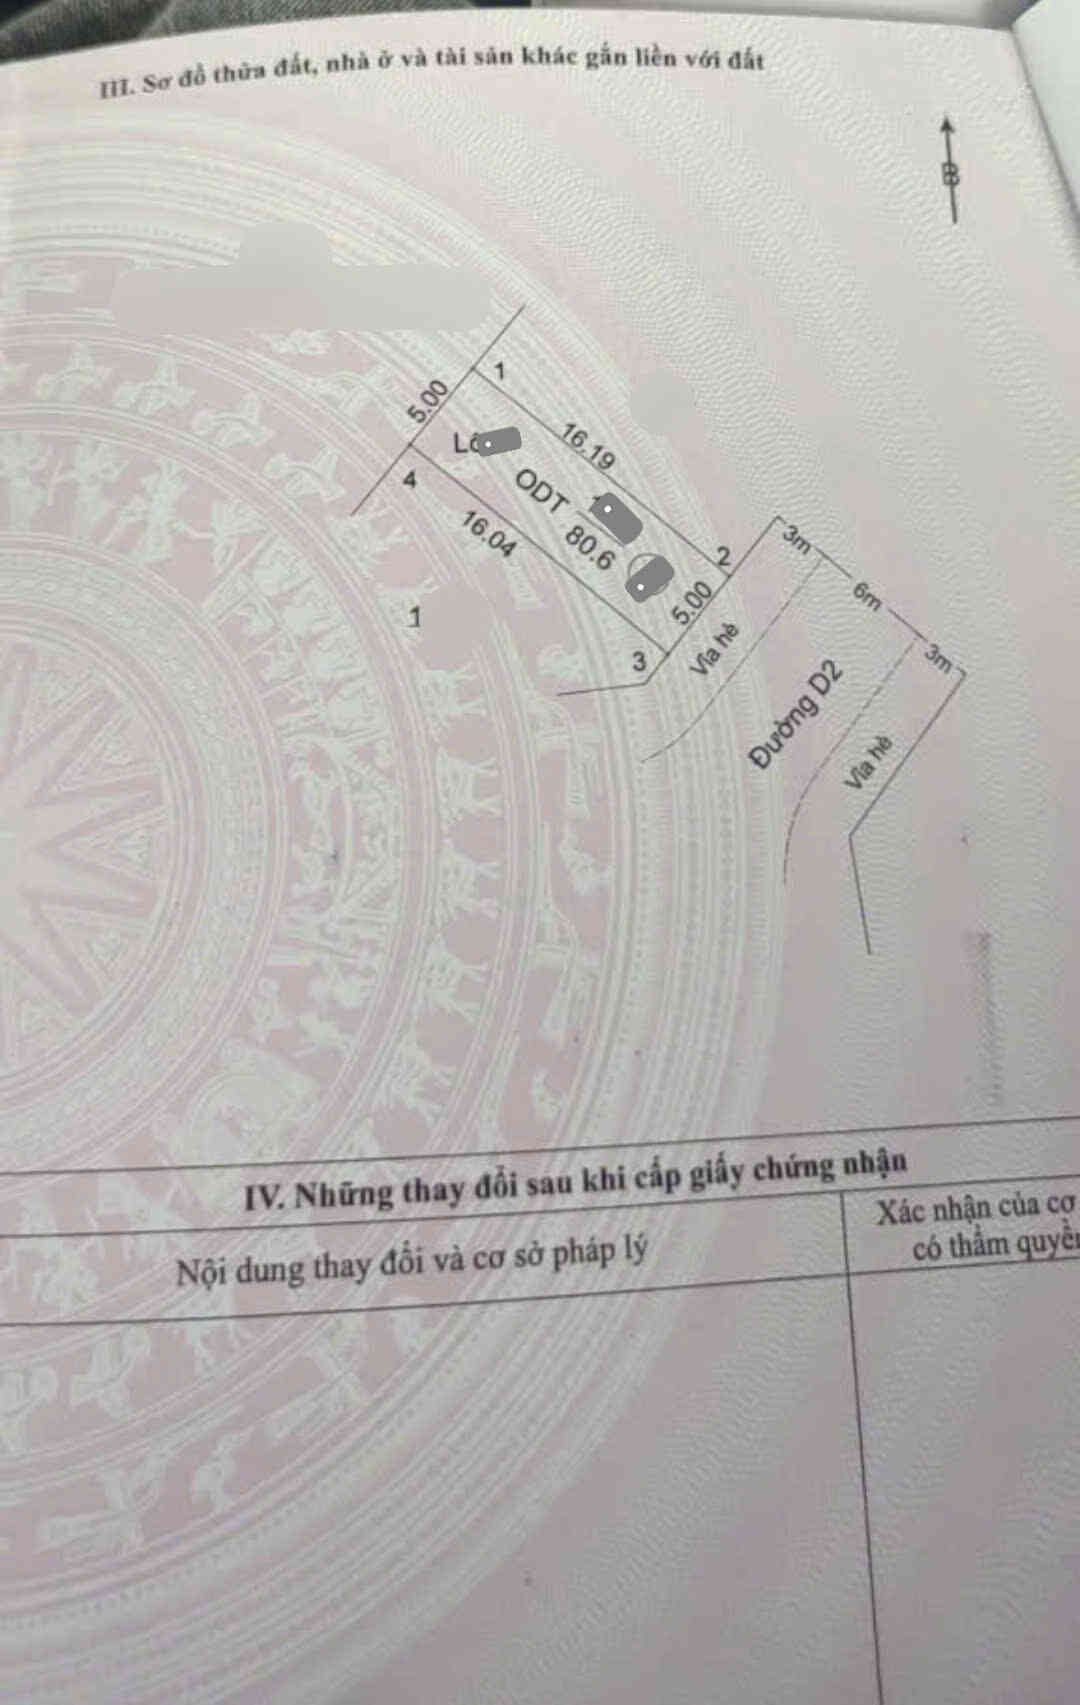 III. Sơ đồ thửa đất, nhà ở và tài sản khác gắn liền với đất
B
1
5.00
Lô
16.19
4
ODT
80.6
16.04
2
3m
5.00
6m
1
3
Vỉa hè
3m
Đường D2
Vỉa hè
IV. Những thay đổi sau khi cấp giấy chứng nhận
Nội dung thay đổi và cơ sở pháp lý
Xác nhận của cơ
có thẩm quyền